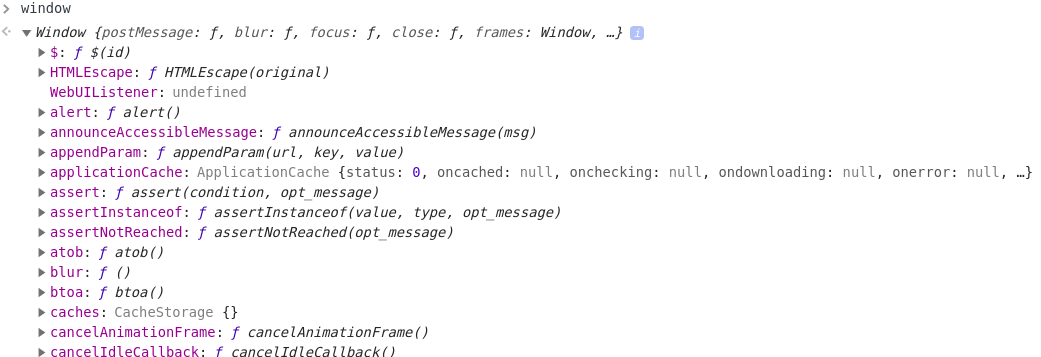 window
Window {postMessage: ƒ, blur: ƒ, focus: ƒ, close: ƒ, frames: Window, …} i
$: ƒ $(id)
HTMLEscape: ƒ HTMLEscape(original)
WebUIListener: undefined
alert: ƒ alert()
announceAccessibleMessage: ƒ announceAccessibleMessage(msg)
appendParam: ƒ appendParam(url, key, value)
applicationCache: ApplicationCache {status: 0, oncached: null, onchecking: null, ondownloading: null, onerror: null, …}
assert: ƒ assert(condition, opt_message)
assertInstanceof: ƒ assertInstanceof(value, type, opt_message)
assertNotReached: ƒ assertNotReached(opt_message)
atob: ƒ atob()
blur: ƒ ()
btoa: ƒ btoa()
caches: CacheStorage {}
cancelAnimationFrame: ƒ cancelAnimationFrame()
cancelIdleCallback: ƒ cancelIdleCallback()